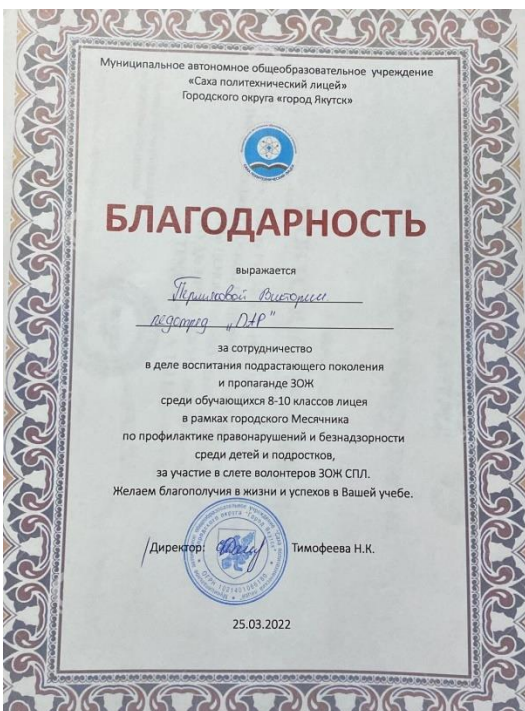 Муниципальное автономное общеобразовательное учреждение
«Саха политехнический лицей»
Городского округа «город Якутск»
БЛАГОДАРНОСТЬ
выражается
Виктории
педотряд „ПАР"
за сотрудничество
в деле воспитания подрастающего поколения
и пропаганде ЗОЖ
среди обучающихся 8-10 классов лицея
в рамках городского Месячника
по профилактике правонарушений и безнадзорности
среди детей и подростков,
за участие в слете волонтеров ЗОЖ СПЛ.
Желаем благополучия в жизни и успехов в Вашей учебе.
Директор: Тимофеева Н.К.
25.03.2022